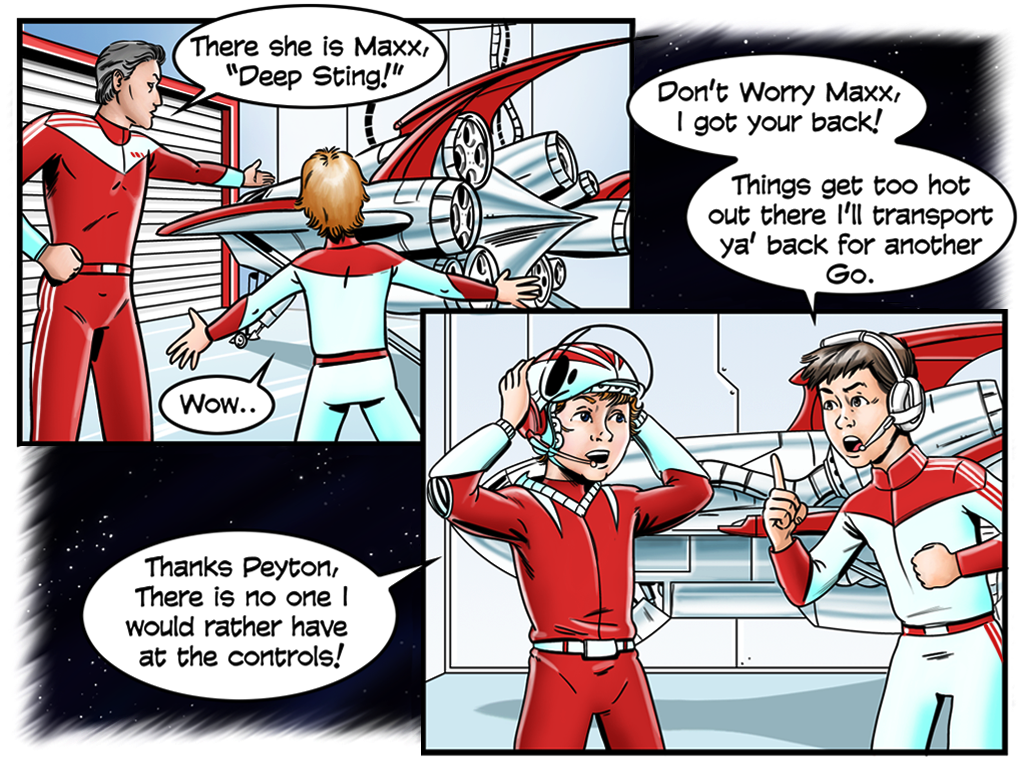 There she is Maxx,
"Deep Sting!"
Wow..
Don't Worry Maxx,
I got your back!
Things get too hot
out there I'll transport
ya' back for another
Go.
Thanks Peyton,
There is no one I
would rather have
at the controls!